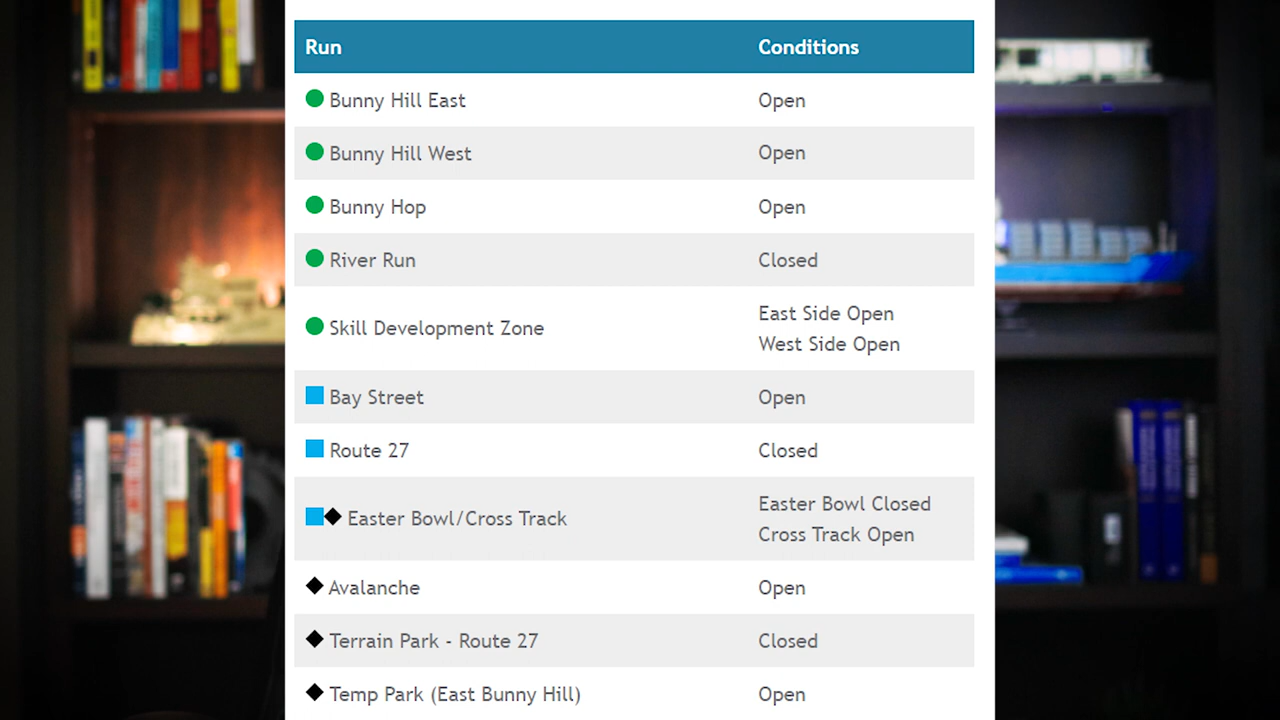 Run Conditions
Bunny Hill East Open
Bunny Hill West Open
Bunny Hop Open
River Run Closed
Skill Development Zone East Side Open
West Side Open
Bay Street Open
Route 27 Closed
Easter Bowl/Cross Track Easter Bowl Closed
Cross Track Open
Avalanche Open
Terrain Park - Route 27 Closed
Temp Park (East Bunny Hill) Open